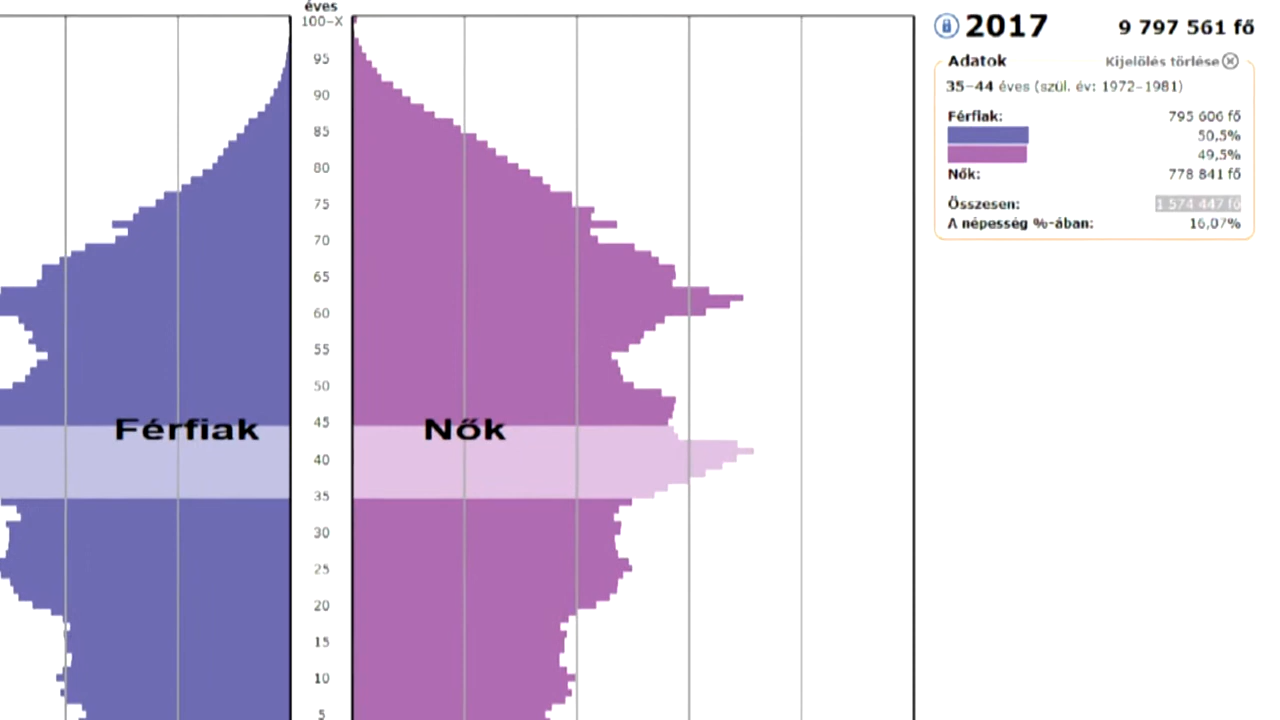 éves
100-X
95
90
85
80
75
70
65
60
55
50
45
40
35
30
25
20
15
10
5
Férfiak
Nők
2017 9 797 561 fő
Adatok Kijelölés törlése
35-44 éves (szül. év: 1972-1981)
Férfiak: 795 606 fő
50,5%
49,5%
Nők: 778 841 fő
Összesen: 1 574 447 fő
A népesség %-ában: 16,07%